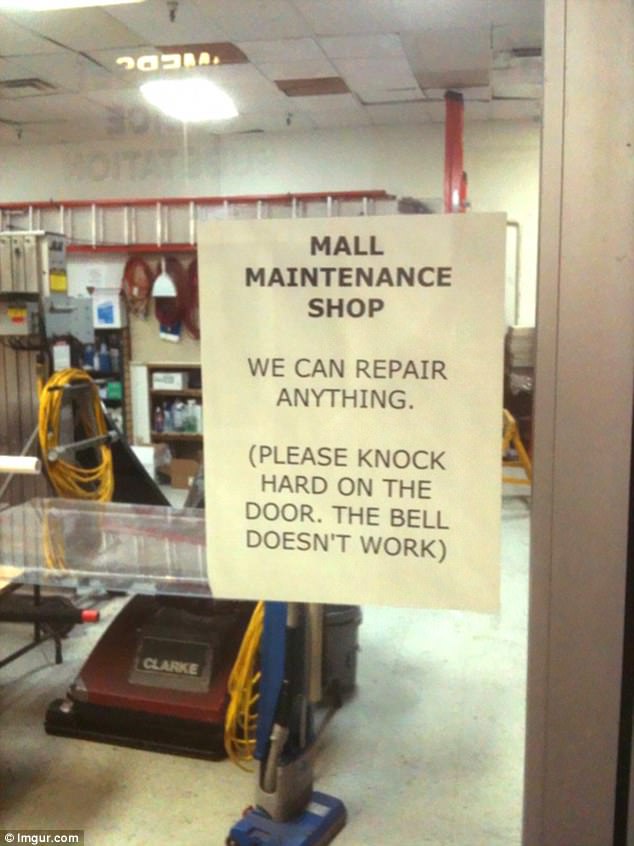 MALL
MAINTENANCE
SHOP
WE CAN REPAIR
ANYTHING.
(PLEASE KNOCK
HARD ON THE
DOOR. THE BELL
DOESN'T WORK)
CLARKE
© Imgur.com